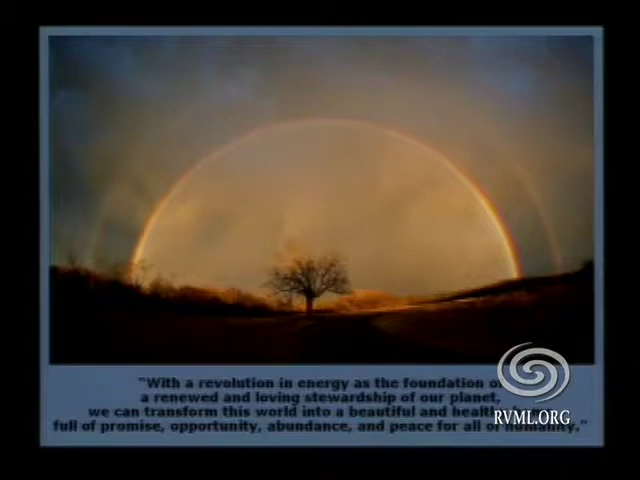 "With a revolution in energy as the foundation
a renewed and loving stewardship of our planet,
we can transform this world into a beautiful and
full of promise, opportunity, abundance, and peace for all of humanity."
RVML.ORG